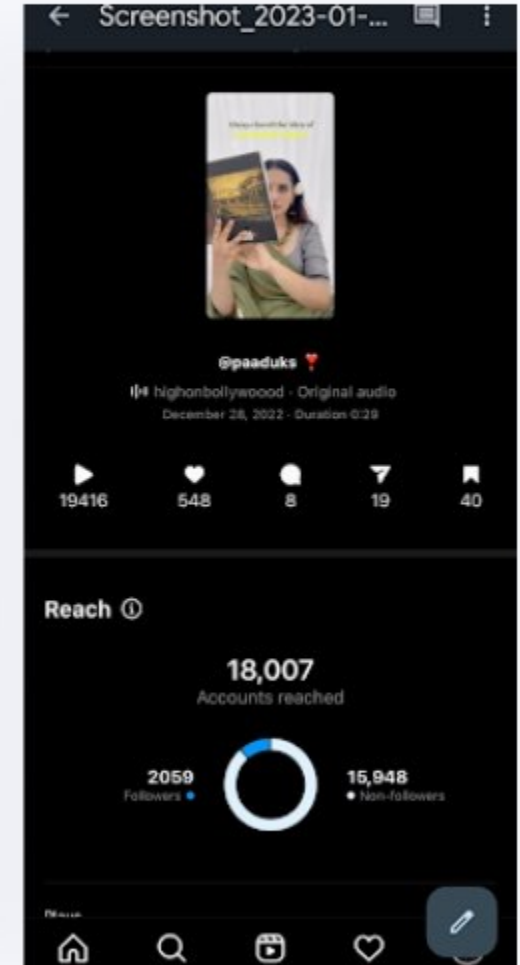 Screenshot_2023-01-...
@paaduks
highonbollywoood · Original audio
December 28, 2022 · Duration 0:29
19416 548 8 19 40
Reach
18,007
Accounts reached
2059 15,948
Followers Non-followers